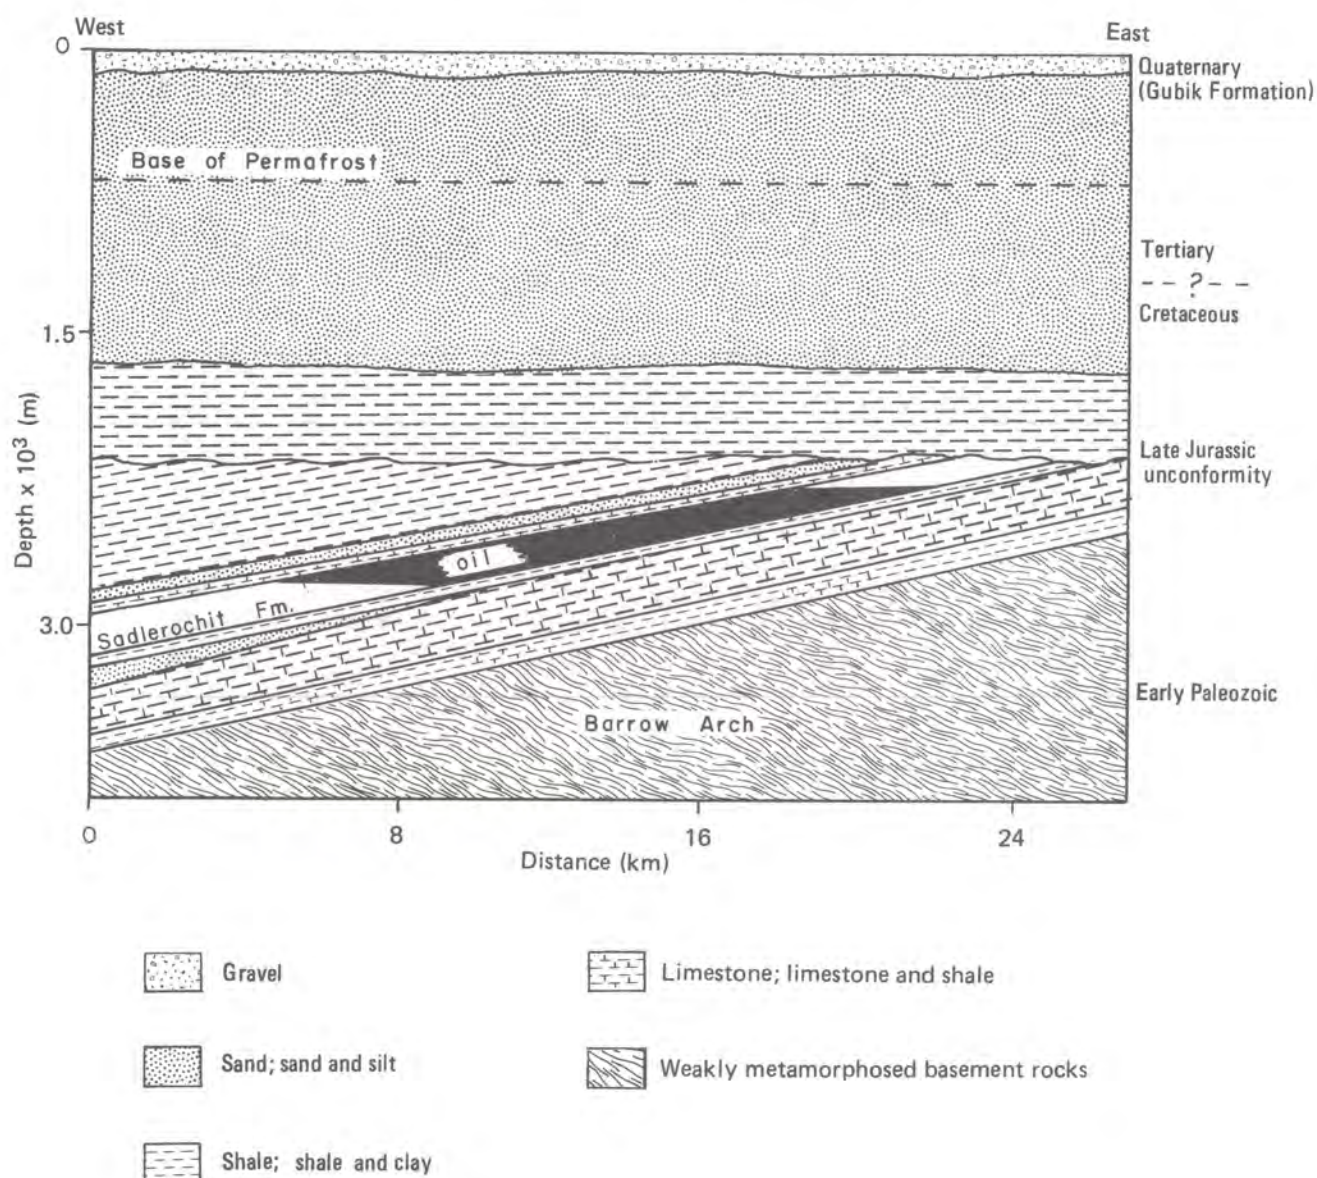 West
East
0
Quaternary
(Gubik Formation)
Base of Permafrost
Tertiary
- - ? - -
Cretaceous
1.5
Depth x 10³ (m)
Late Jurassic
unconformity
oil
Sadlerochit Fm.
3.0
Early Paleozoic
Barrow Arch
0
8
16
24
Distance (km)
Gravel
Limestone; limestone and shale
Sand; sand and silt
Weakly metamorphosed basement rocks
Shale; shale and clay